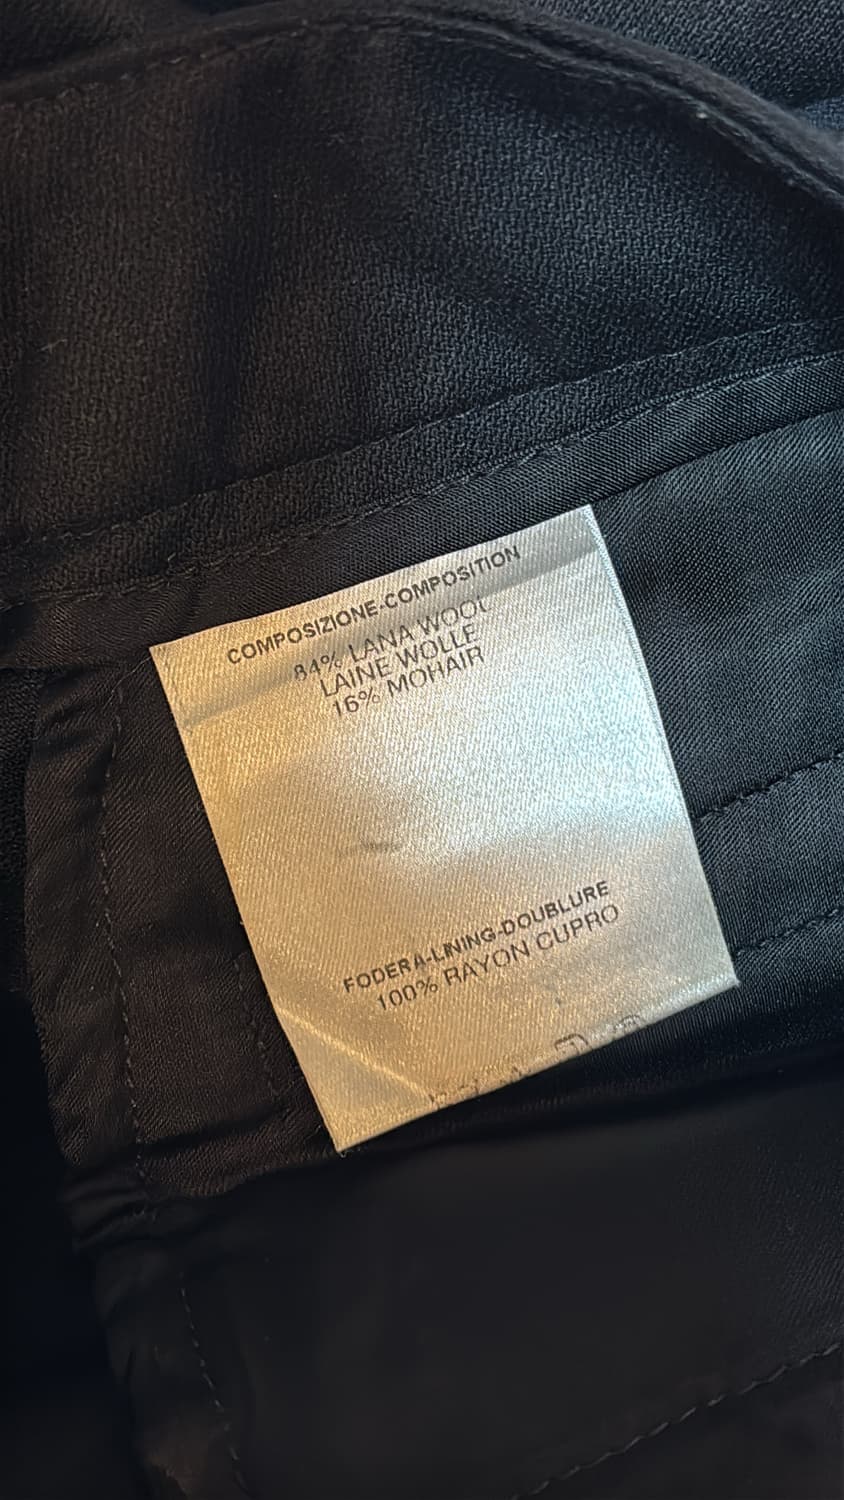 COMPOSIZIONE-COMPOSITION
84% LANA WOOL
LAINE WOLLE
16% MOHAIR
FODERA-LINING-DOUBLURE
100% RAYON CUPRO